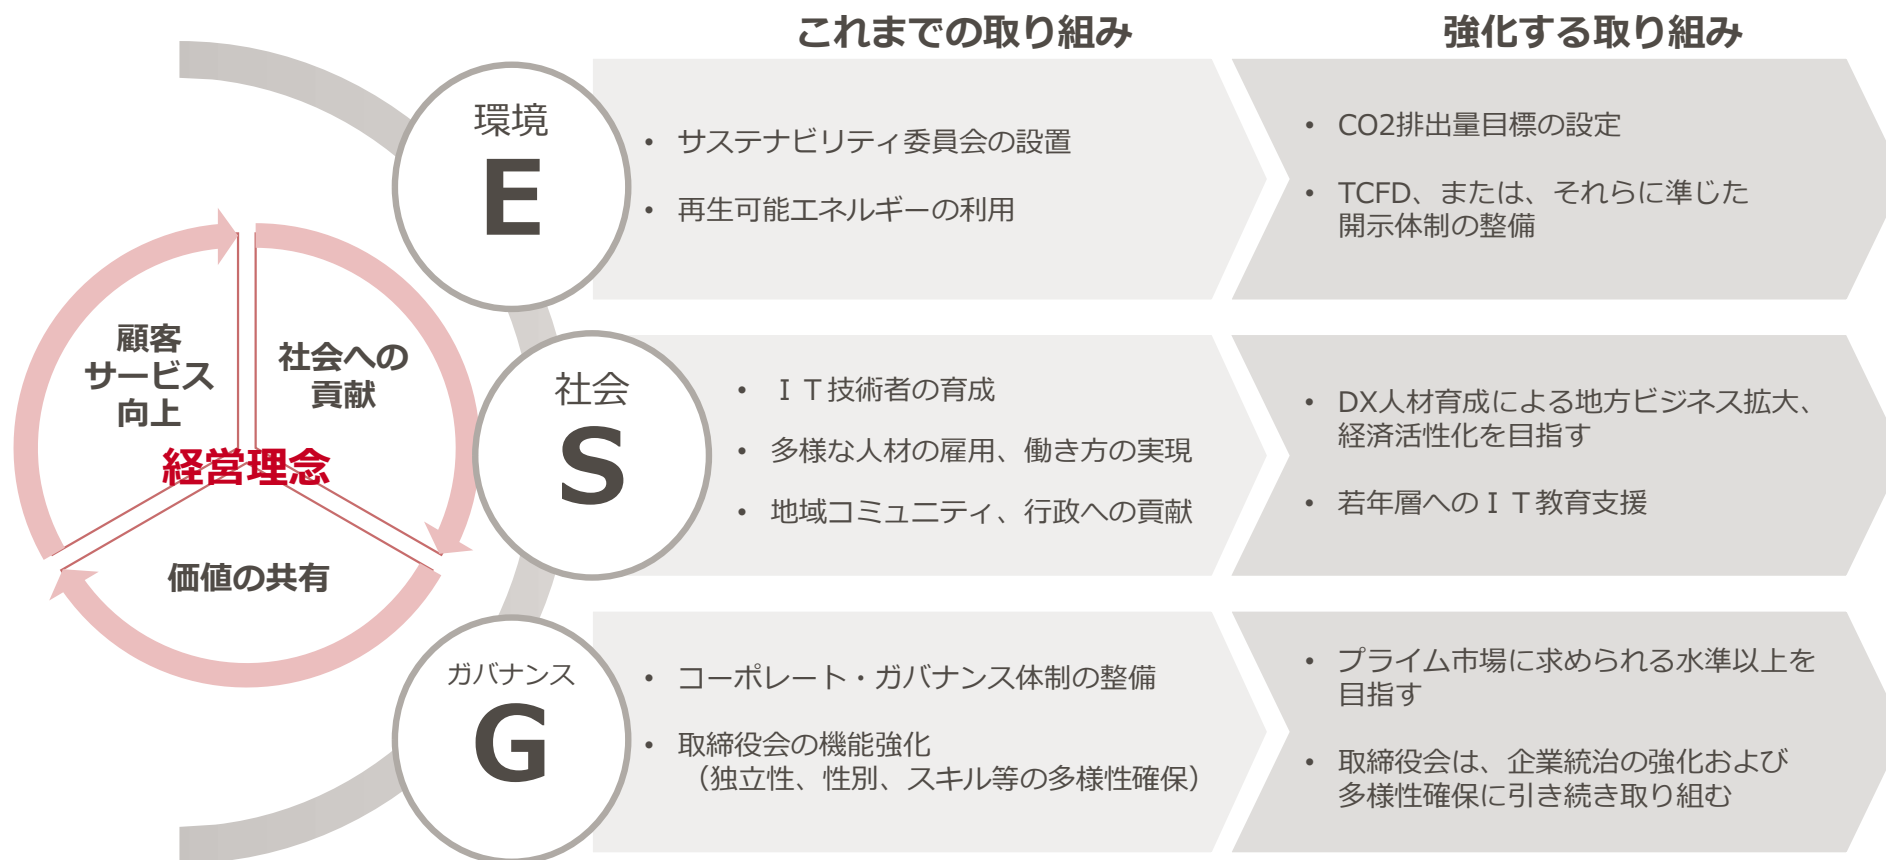 これまでの取り組み
強化する取り組み
顧客
サービス
向上
社会への
貢献
経営理念
価値の共有
環境
E
• サステナビリティ委員会の設置
• 再生可能エネルギーの利用
• CO2排出量目標の設定
• TCFD、または、それらに準じた
開示体制の整備
社会
S
• ＩＴ技術者の育成
• 多様な人材の雇用、働き方の実現
• 地域コミュニティ、行政への貢献
• DX人材育成による地方ビジネス拡大、
経済活性化を目指す
• 若年層へのＩＴ教育支援
ガバナンス
G
• コーポレート・ガバナンス体制の整備
• 取締役会の機能強化
（独立性、性別、スキル等の多様性確保）
• プライム市場に求められる水準以上を
目指す
• 取締役会は、企業統治の強化および
多様性確保に引き続き取り組む